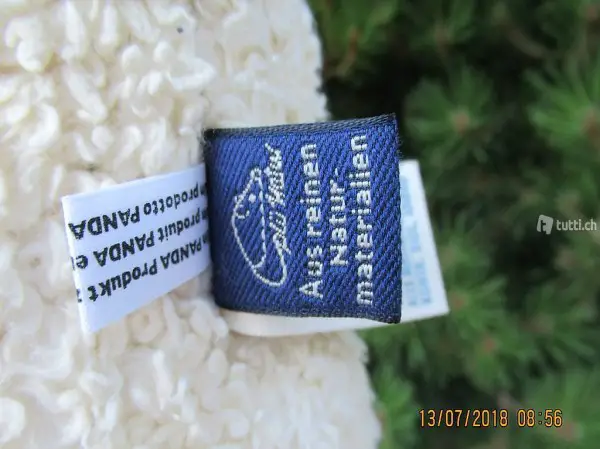 Aus reinen
Natur
materialien
PANDA Produkt
produit PANDA
prodotto PANDA
tutti.ch
13/07/2018 08:56